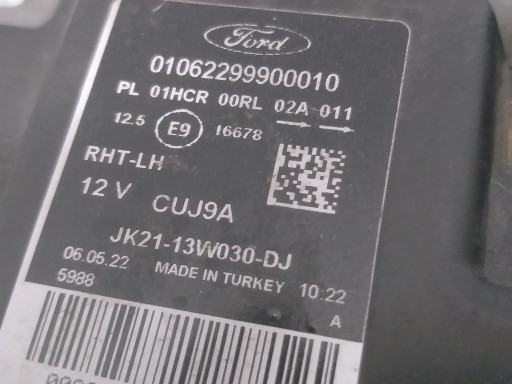 Ford
01062299900010
PL 01HCR 00RL 02A 011
12.5 E9 16678
RHT-LH
12 V CUJ9A
JK21-13W030-DJ
06.05.22 MADE IN TURKEY 10:22
5988 A